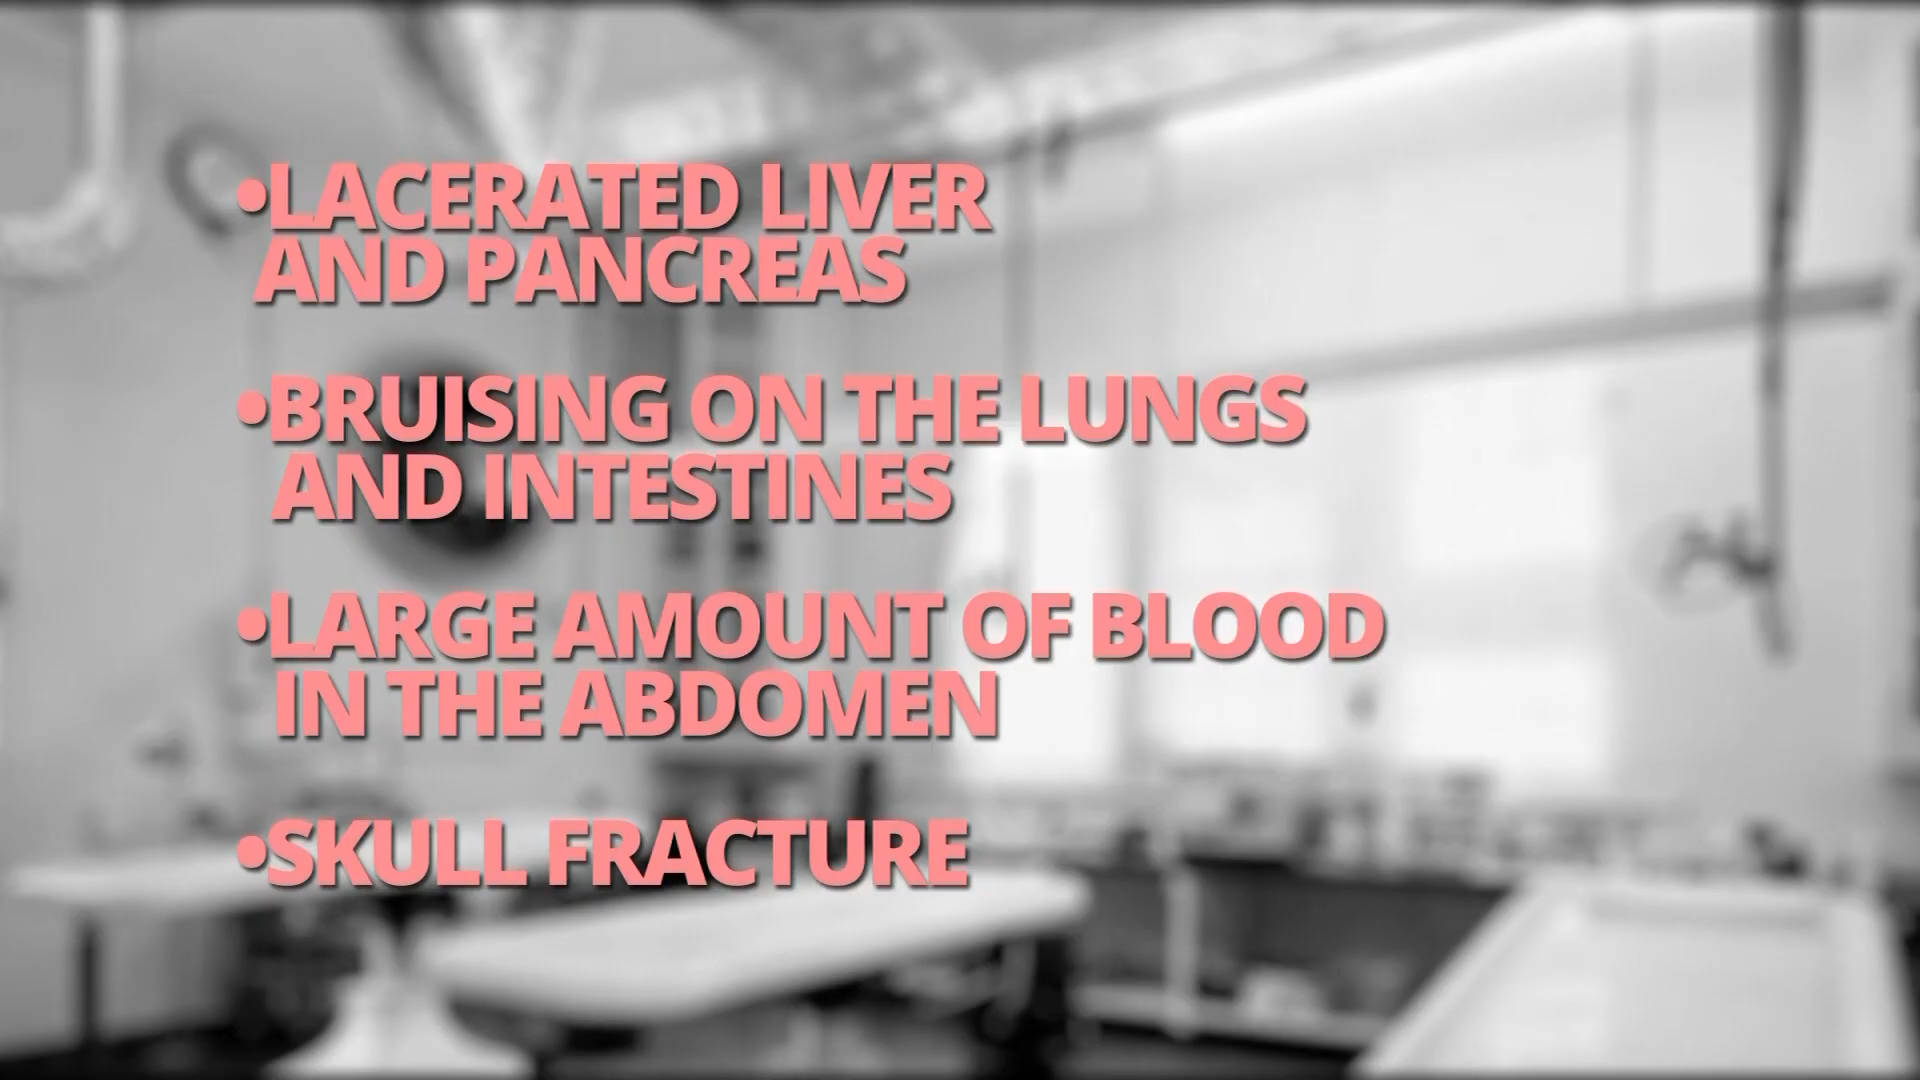 •LACERATED LIVER
AND PANCREAS
•BRUISING ON THE LUNGS
AND INTESTINES
•LARGE AMOUNT OF BLOOD
IN THE ABDOMEN
•SKULL FRACTURE